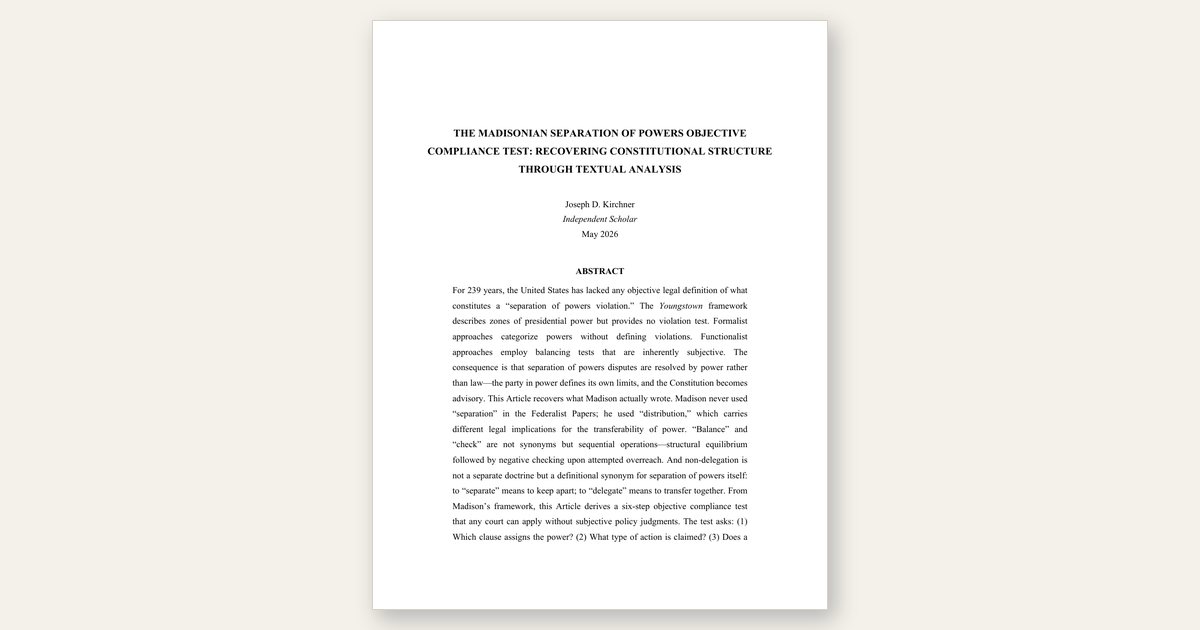 THE MADISONIAN SEPARATION OF POWERS OBJECTIVE
COMPLIANCE TEST: RECOVERING CONSTITUTIONAL STRUCTURE
THROUGH TEXTUAL ANALYSIS
Joseph D. Kirchner
Independent Scholar
May 2026
ABSTRACT
For 239 years, the United States has lacked any objective legal definition of what
constitutes a “separation of powers violation.” The Youngstown framework
describes zones of presidential power but provides no violation test. Formalist
approaches categorize powers without defining violations. Functionalist
approaches employ balancing tests that are inherently subjective. The
consequence is that separation of powers disputes are resolved by power rather
than law—the party in power defines its own limits, and the Constitution becomes
advisory. This Article recovers what Madison actually wrote. Madison never used
“separation” in the Federalist Papers; he used “distribution,” which carries
different legal implications for the transferability of power. “Balance” and
“check” are not synonyms but sequential operations—structural equilibrium
followed by negative checking upon attempted overreach. And non-delegation is
not a separate doctrine but a definitional synonym for separation of powers itself:
to “separate” means to keep apart; to “delegate” means to transfer together. From
Madison’s framework, this Article derives a six-step objective compliance test
that any court can apply without subjective policy judgments. The test asks: (1)
Which clause assigns the power? (2) What type of action is claimed? (3) Does a